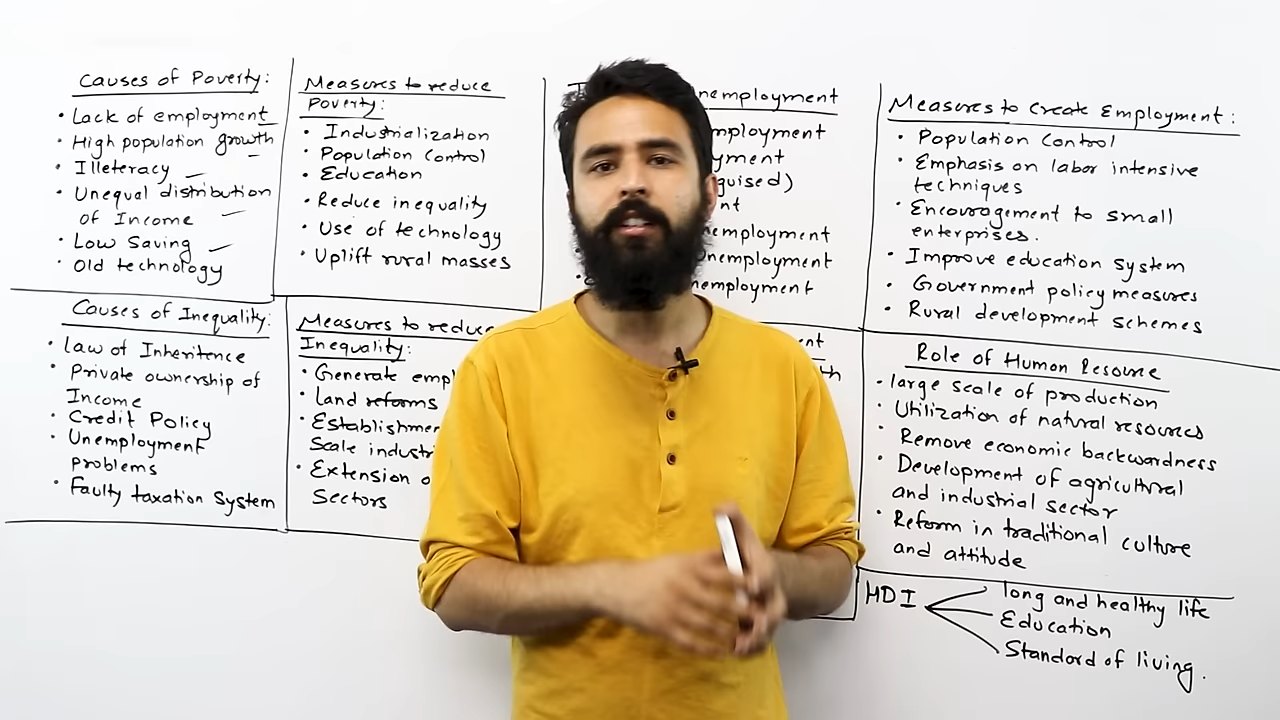 Causes of Poverty:
• Lack of employment
• High population growth
• Illeteracy
• Unequal distribution
of Income
• Low Saving
• Old technology
Measures to reduce
Poverty:
• Industrialization
• Population Control
• Education
• Reduce inequality
• Use of technology
• Uplift rural masses
nemployment
mployment
yment
guised)
nt
nemployment
nemployment
nemployment
Measures to Create Employment:
• Population Control
• Emphasis on labor intensive
techniques
• Encouragement to small
enterprises.
• Improve education System
• Government policy measures
• Rural development schemes
Causes of Inequality:
• Law of Inheritence
• Private ownership of
Income
• Credit Policy
• Unemployment
problems
• Faulty taxation System
Measures to reduce
Inequality:
• Generate empl
• Land reforms
• Establishme
Scale industr
• Extension o
Sectors
ent
th
Role of Human Resource
• large scale of production
• Utilization of natural resources
• Remove economic backwardness
• Development of agricultural
and industrial sector
• Reform in traditional culture
and attitude
HDI
long and healthy life
Education
Standard of living.